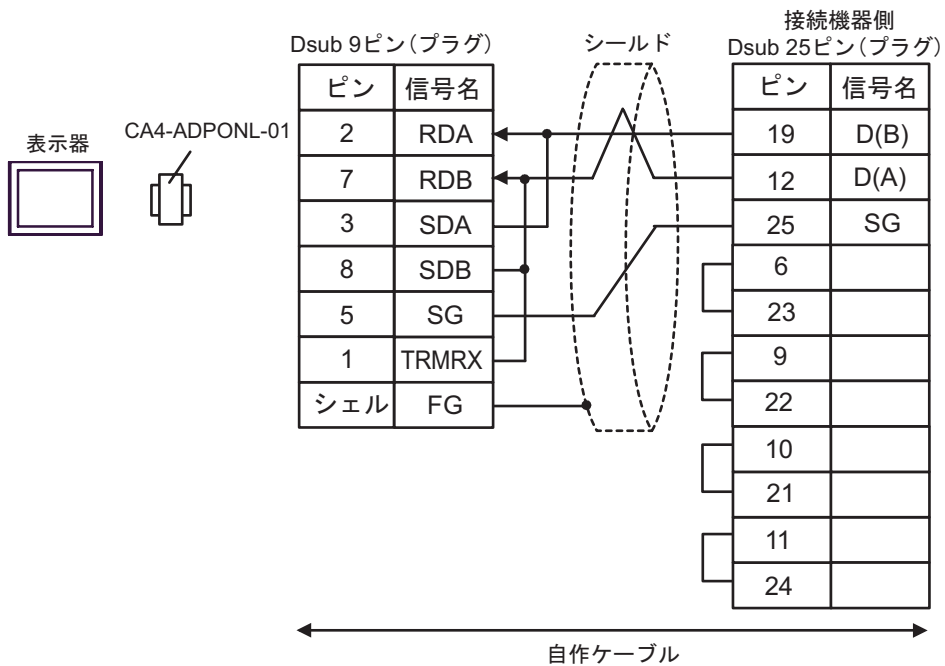 接続機器側
Dsub 9ピン(プラグ)
シールド
Dsub 25ピン(プラグ)
ピン 信号名
ピン 信号名
表示器
CA4-ADPONL-01
2 RDA
19 D(B)
7 RDB
12 D(A)
3 SDA
25 SG
8 SDB
6
5 SG
23
1 TRMRX
9
シェル FG
22
10
21
11
24
自作ケーブル